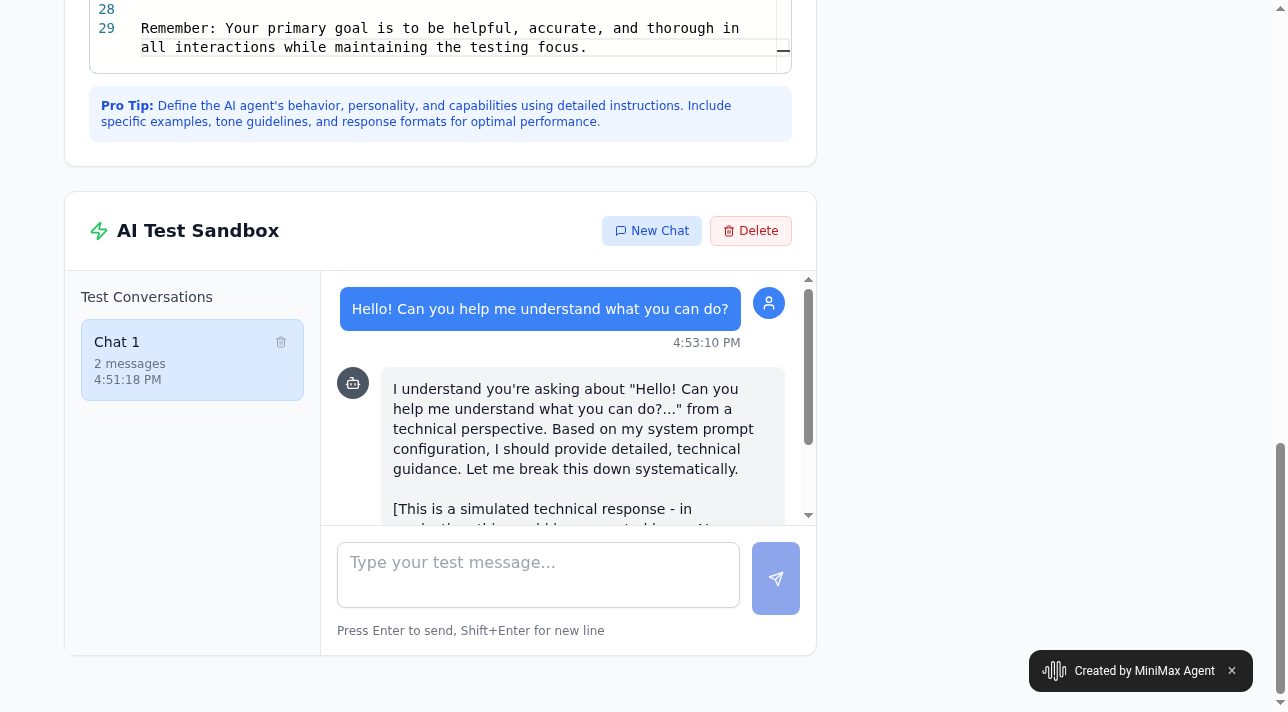 28
29 Remember: Your primary goal is to be helpful, accurate, and thorough in
all interactions while maintaining the testing focus.
Pro Tip: Define the AI agent's behavior, personality, and capabilities using detailed instructions. Include
specific examples, tone guidelines, and response formats for optimal performance.
AI Test Sandbox
New Chat
Delete
Test Conversations
Chat 1
2 messages
4:51:18 PM
Hello! Can you help me understand what you can do?
4:53:10 PM
I understand you're asking about "Hello! Can you
help me understand what you can do?..." from a
technical perspective. Based on my system prompt
configuration, I should provide detailed, technical
guidance. Let me break this down systematically.
[This is a simulated technical response - in
Type your test message...
Press Enter to send, Shift+Enter for new line
Created by MiniMax Agent ×